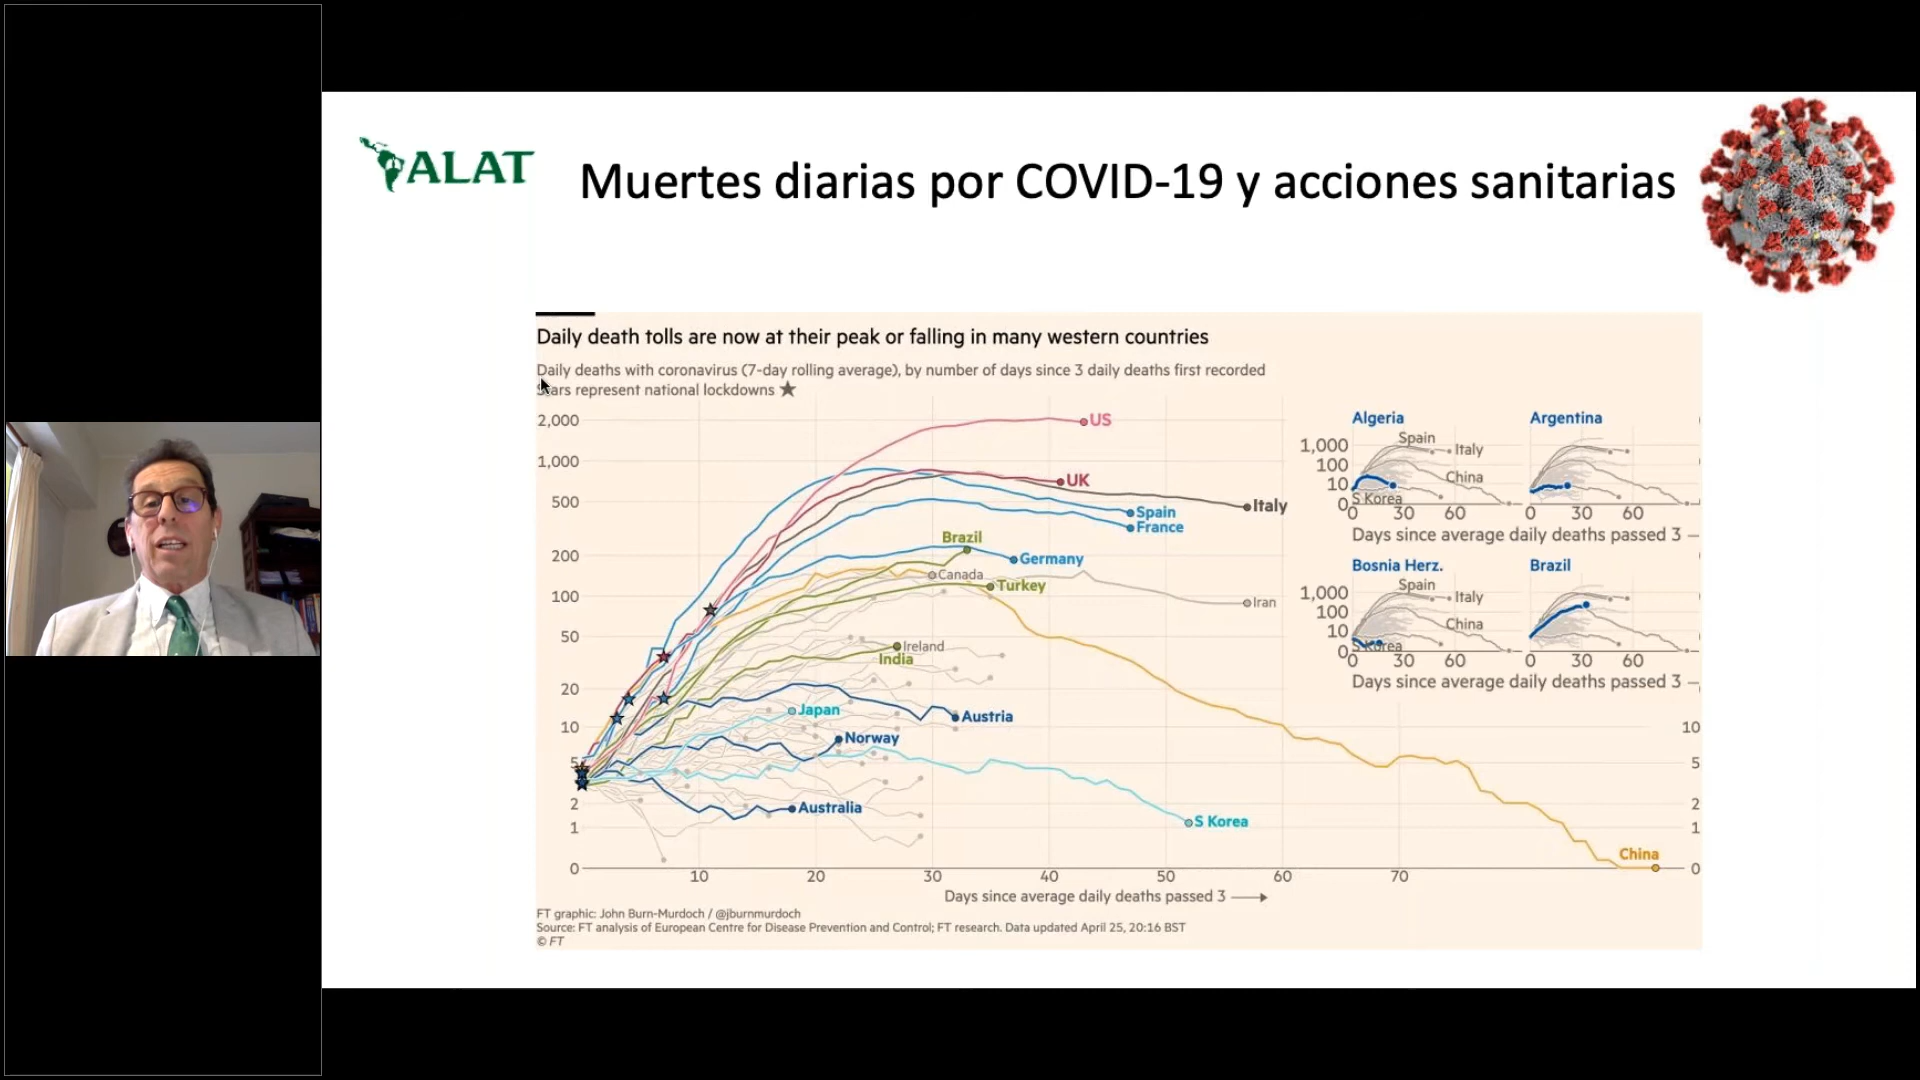 ALAT
Muertes diarias por COVID-19 y acciones sanitarias
Daily death tolls are now at their peak or falling in many western countries
Daily deaths with coronavirus (7-day rolling average), by number of days since 3 daily deaths first recorded
Stars represent national lockdowns ★
2,000
1,000
500
200
100
50
20
10
5
2
1
0
US
UK
Italy
Spain
France
Brazil
Germany
Canada
Turkey
Iran
Ireland
India
Japan
Austria
Norway
Australia
S Korea
China
10
5
2
1
0
10 20 30 40 50 60 70
Days since average daily deaths passed 3
Algeria
Spain
Italy
China
S Korea
1,000
100
10
0
0 30 60
Argentina
0 30 60
Days since average daily deaths passed 3
Bosnia Herz.
Spain
Italy
China
S Korea
1,000
100
10
0
0 30 60
Brazil
0 30 60
Days since average daily deaths passed 3
FT graphic: John Burn-Murdoch / @jburnmurdoch
Source: FT analysis of European Centre for Disease Prevention and Control; FT research. Data updated April 25, 20:16 BST
© FT